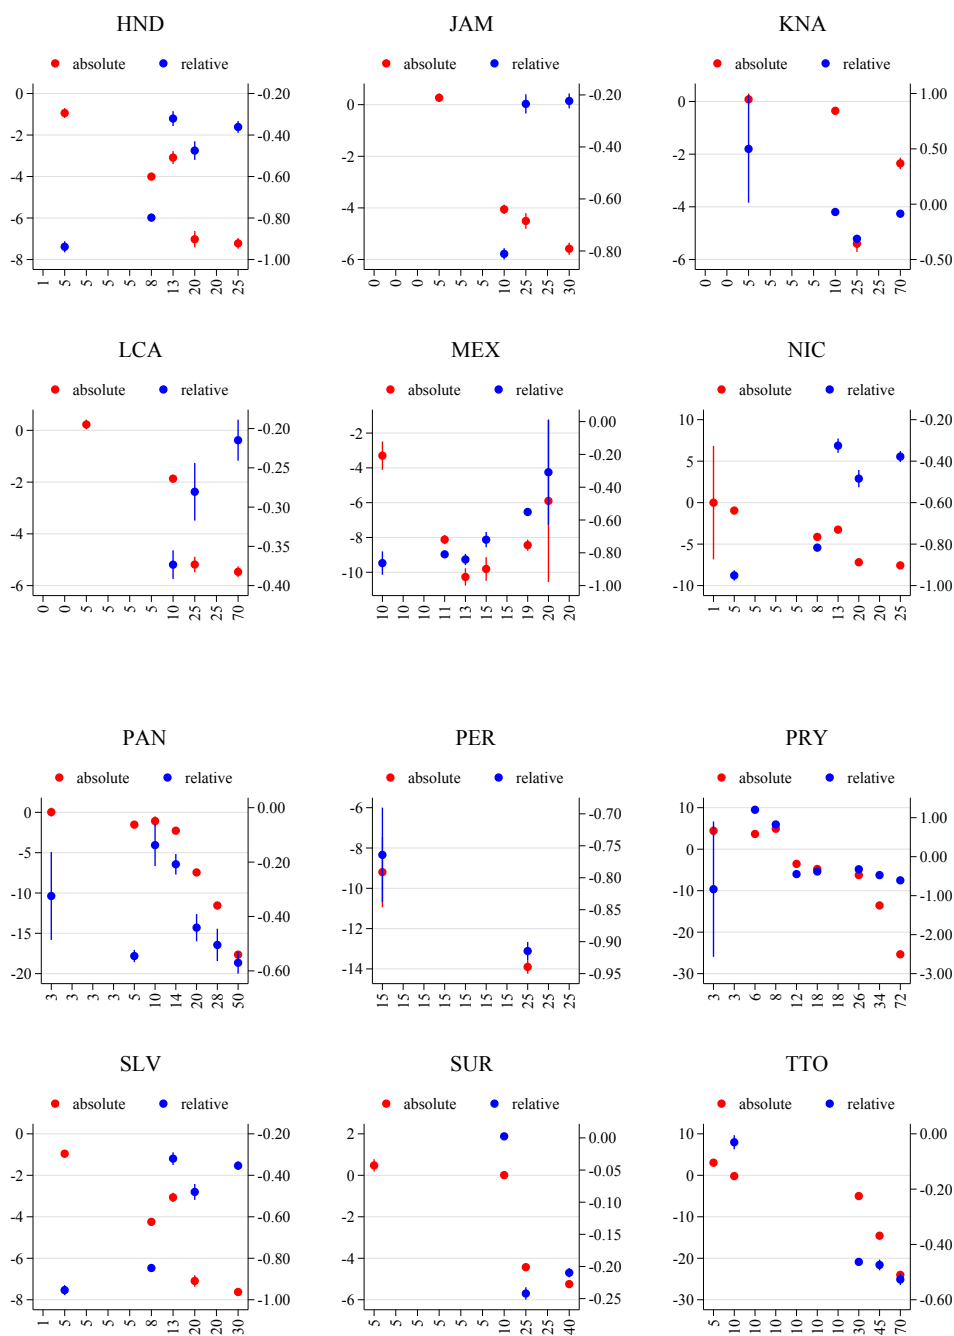 HND
absolute relative
0 -2 -4 -6 -8
-0.20 -0.40 -0.60 -0.80 -1.00
1 5 5 5 5 8 13 20 20 25
JAM
absolute relative
0 -2 -4 -6
-0.20 -0.40 -0.60 -0.80
0 0 0 5 5 5 10 25 25 30
KNA
absolute relative
0 -2 -4 -6
1.00 0.50 0.00 -0.50
0 0 5 5 5 5 10 25 25 70
LCA
absolute relative
0 -2 -4 -6
-0.20 -0.25 -0.30 -0.35 -0.40
0 0 5 5 5 5 10 25 25 70
MEX
absolute relative
-2 -4 -6 -8 -10
0.00 -0.20 -0.40 -0.60 -0.80 -1.00
10 10 10 11 13 15 15 19 20 20
NIC
absolute relative
10 5 0 -5 -10
-0.20 -0.40 -0.60 -0.80 -1.00
1 5 5 5 5 8 13 20 20 25
PAN
absolute relative
0 -5 -10 -15 -20
0.00 -0.20 -0.40 -0.60
3 3 3 3 5 10 14 20 28 50
PER
absolute relative
-6 -8 -10 -12 -14
-0.70 -0.75 -0.80 -0.85 -0.90 -0.95
15 15 15 15 15 15 15 25 25 25
PRY
absolute relative
10 0 -10 -20 -30
1.00 0.00 -1.00 -2.00 -3.00
3 3 6 8 12 18 18 26 34 72
SLV
absolute relative
0 -2 -4 -6 -8
-0.20 -0.40 -0.60 -0.80 -1.00
1 5 5 5 5 8 13 20 20 30
SUR
absolute relative
2 0 -2 -4 -6
0.00 -0.05 -0.10 -0.15 -0.20 -0.25
5 5 5 5 5 5 10 25 25 40
TTO
absolute relative
10 0 -10 -20 -30
0.00 -0.20 -0.40 -0.60
5 10 10 10 10 10 10 30 45 70